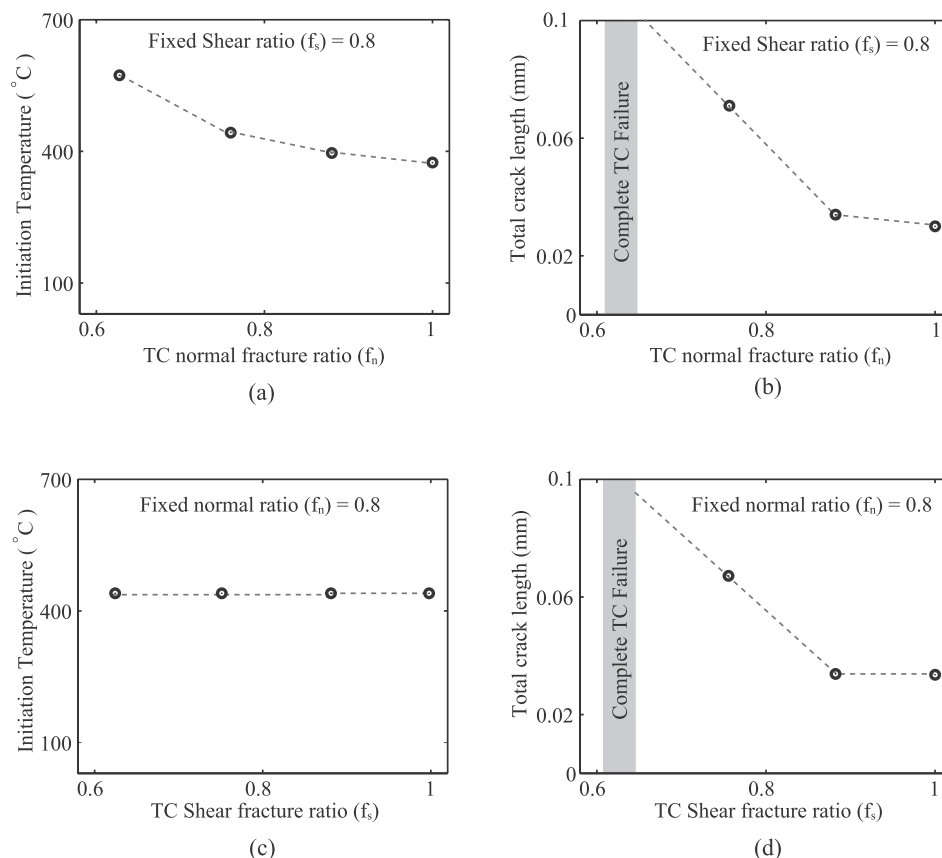 700
Fixed Shear ratio (fs) = 0.8
400
100
Initiation Temperature ( °C )
0.6
0.8
1
TC normal fracture ratio (fn)
(a)
0.1
Fixed Shear ratio (fs) = 0.8
0.06
0.02
0
Total crack length (mm)
Complete TC Failure
0.6
0.8
1
TC normal fracture ratio (fn)
(b)
700
Fixed normal ratio (fn) = 0.8
400
100
Initiation Temperature ( °C )
0.6
0.8
1
TC Shear fracture ratio (fs)
(c)
0.1
Fixed normal ratio (fn) = 0.8
0.06
0.02
0
Total crack length (mm)
Complete TC Failure
0.6
0.8
1
TC Shear fracture ratio (fs)
(d)